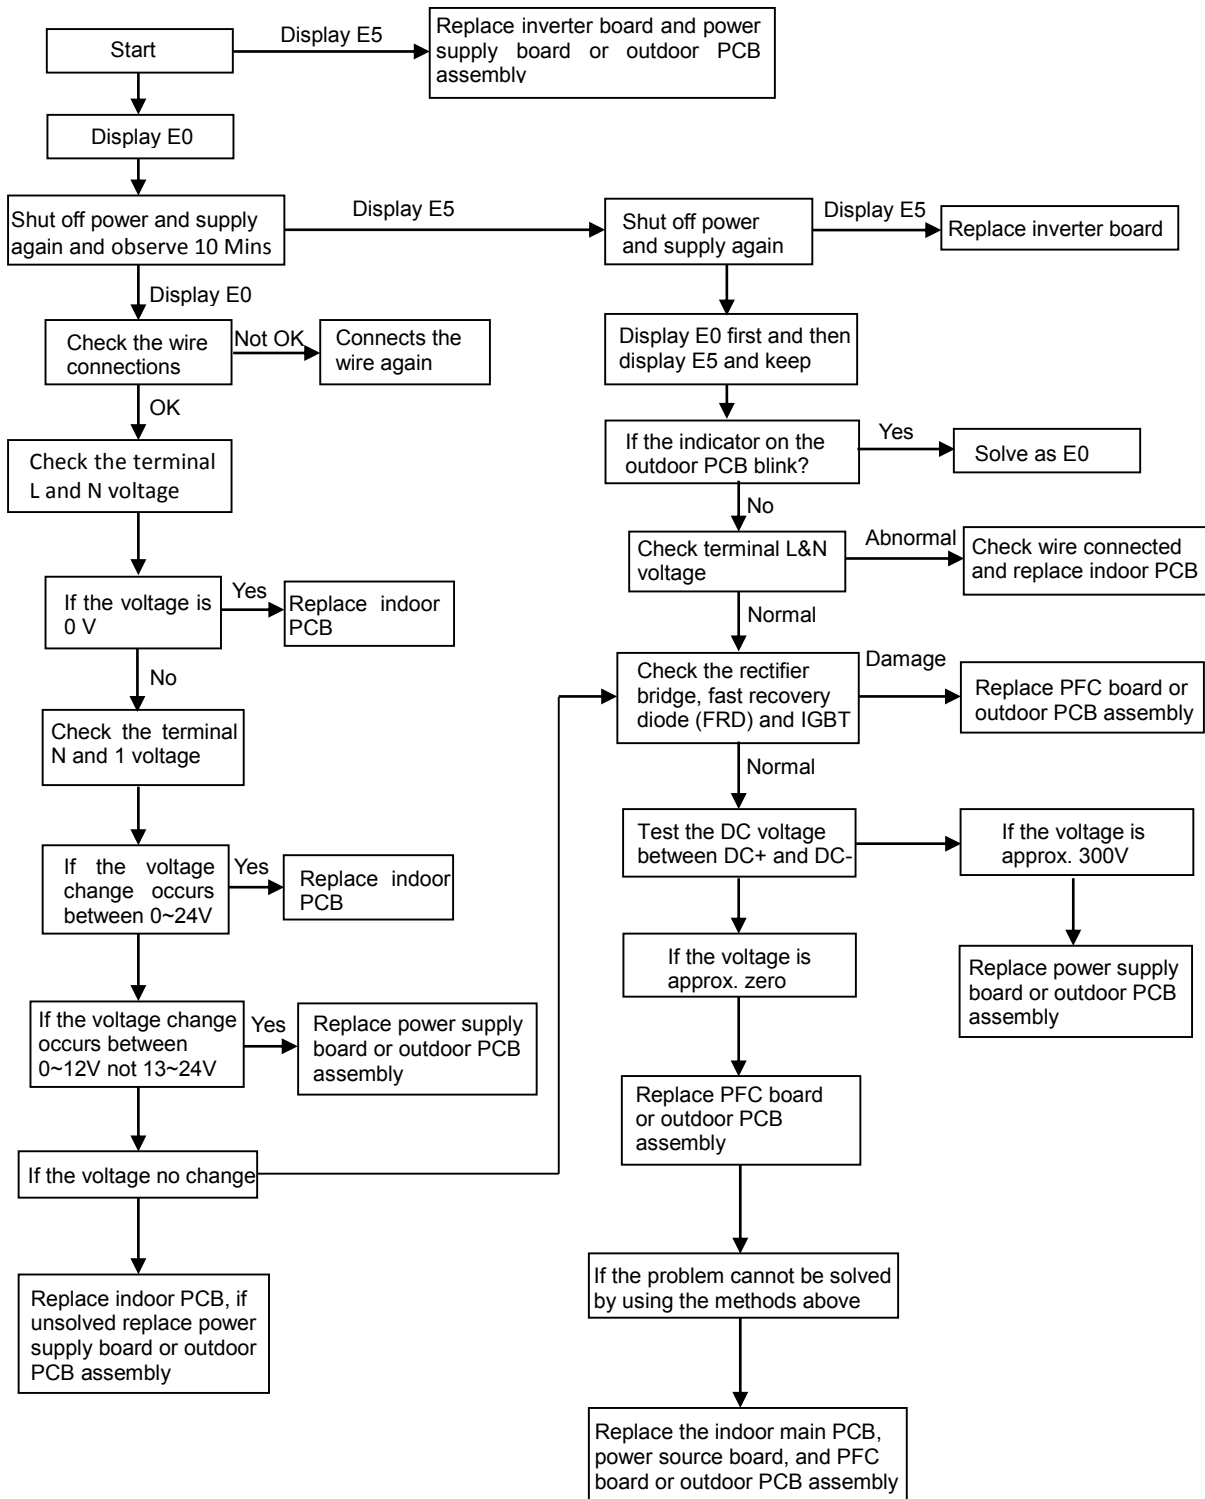 Start
Display E5
Replace inverter board and power
supply board or outdoor PCB
assembly
Display E0
Shut off power and supply
again and observe 10 Mins
Display E5
Shut off power
and supply again
Display E5
Replace inverter board
Display E0
Check the wire
connections
Not OK
Connects the
wire again
Display E0 first and then
display E5 and keep
OK
Check the terminal
L and N voltage
If the indicator on the
outdoor PCB blink?
Yes
Solve as E0
No
Check terminal L&N
voltage
Abnormal
Check wire connected
and replace indoor PCB
If the voltage is
0 V
Yes
Replace indoor
PCB
Normal
No
Check the rectifier
bridge, fast recovery
diode (FRD) and IGBT
Damage
Replace PFC board or
outdoor PCB assembly
Check the terminal
N and 1 voltage
Normal
Test the DC voltage
between DC+ and DC-
If the voltage is
approx. 300V
If the voltage
change occurs
between 0~24V
Yes
Replace indoor
PCB
If the voltage is
approx. zero
Replace power supply
board or outdoor PCB
assembly
If the voltage change
occurs between
0~12V not 13~24V
Yes
Replace power supply
board or outdoor PCB
assembly
Replace PFC board
or outdoor PCB
assembly
If the voltage no change
Replace indoor PCB, if
unsolved replace power
supply board or outdoor
PCB assembly
If the problem cannot be solved
by using the methods above
Replace the indoor main PCB,
power source board, and PFC
board or outdoor PCB assembly